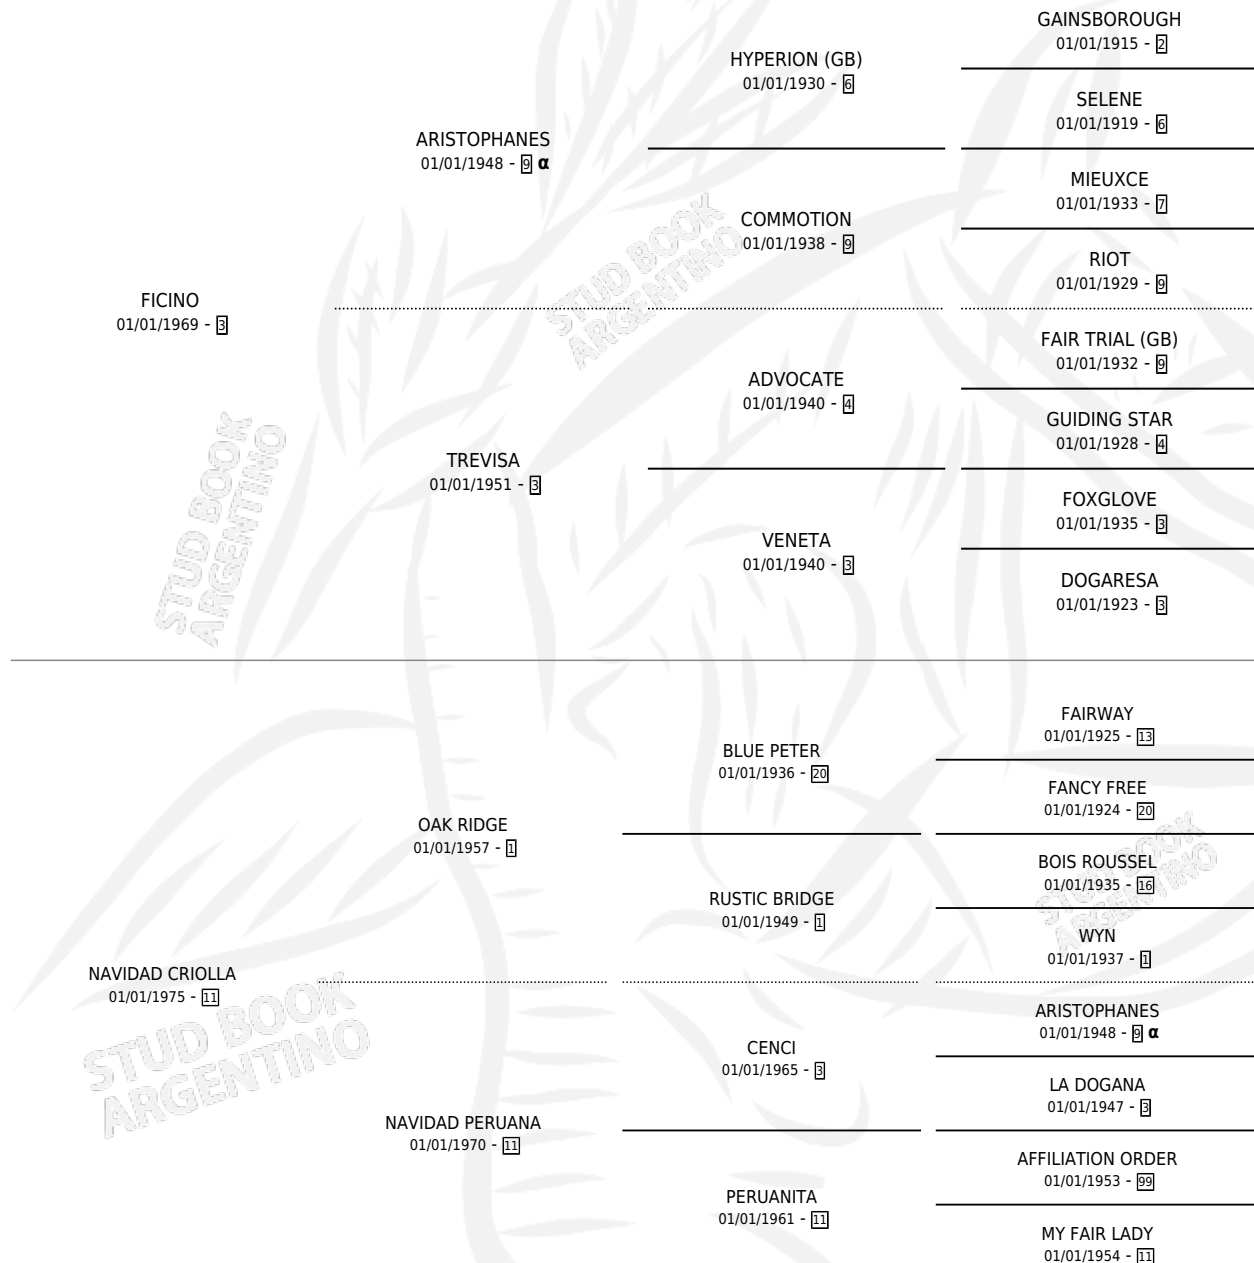 GAINSBOROUGH
01/01/1915 - 2
HYPERION (GB)
01/01/1930 - 6
SELENE
01/01/1919 - 6
ARISTOPHANES
01/01/1948 - 9 α
MIEUXCE
01/01/1933 - 7
COMMOTION
01/01/1938 - 9
RIOT
01/01/1929 - 9
FICINO
01/01/1969 - 3
FAIR TRIAL (GB)
01/01/1932 - 9
ADVOCATE
01/01/1940 - 4
GUIDING STAR
01/01/1928 - 4
TREVISA
01/01/1951 - 3
FOXGLOVE
01/01/1935 - 3
VENETA
01/01/1940 - 3
DOGARESA
01/01/1923 - 3
FAIRWAY
01/01/1925 - 13
BLUE PETER
01/01/1936 - 20
FANCY FREE
01/01/1924 - 20
OAK RIDGE
01/01/1957 - 1
BOIS ROUSSEL
01/01/1935 - 16
RUSTIC BRIDGE
01/01/1949 - 1
WYN
01/01/1937 - 1
NAVIDAD CRIOLLA
01/01/1975 - 11
ARISTOPHANES
01/01/1948 - 9 α
CENCI
01/01/1965 - 3
LA DOGANA
01/01/1947 - 3
NAVIDAD PERUANA
01/01/1970 - 11
AFFILIATION ORDER
01/01/1953 - 99
PERUANITA
01/01/1961 - 11
MY FAIR LADY
01/01/1954 - 11
STUD BOOK
ARGENTINO
STUD BOOK
ARGENTINO
STUD BOOK
ARGENTINO
STUD BOOK
ARGENTINO